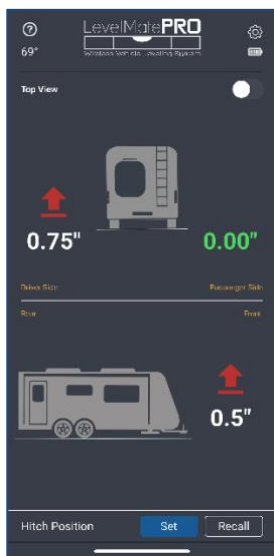 LevelMatePRO
Wireless Vehicle Leveling System
69°
Top View
0.75"
0.00"
Driver Side
Passenger Side
Rear
Front
0.5"
Hitch Position
Set
Recall